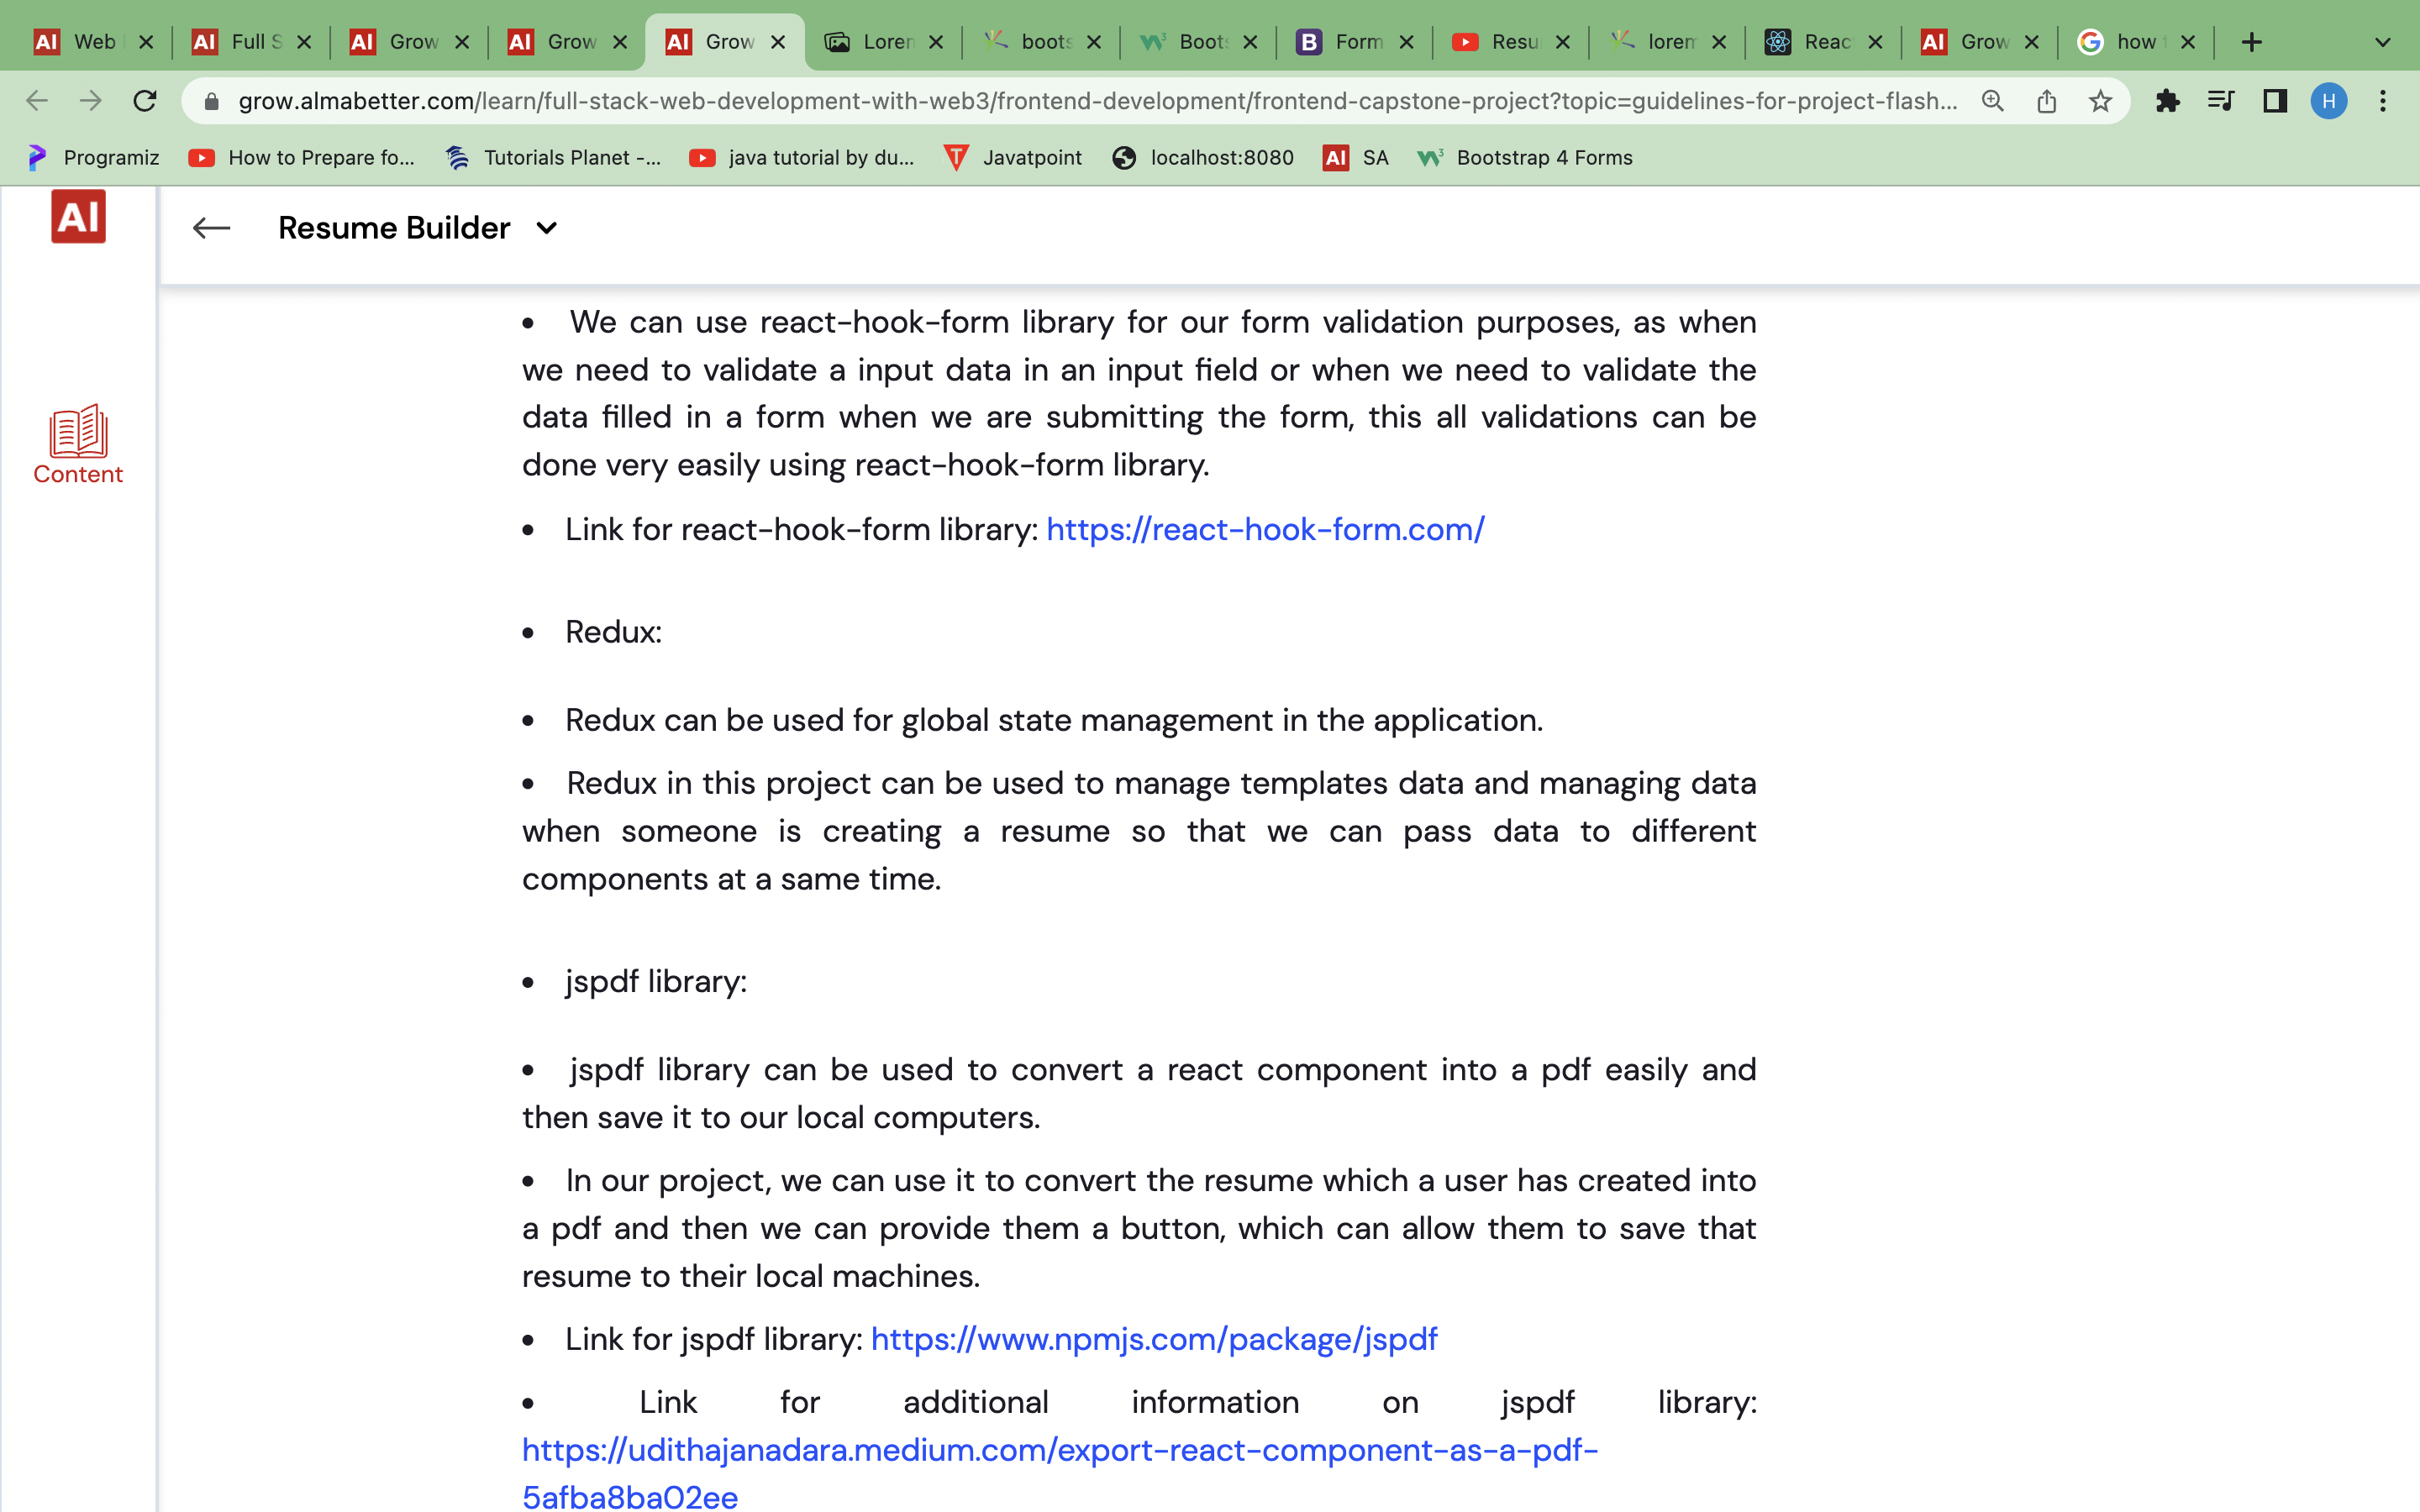 AI Web
AI Full S
AI Grow
AI Grow
AI Grow
Lorem
boots
Boots
B Form
Resu
lorem
Reac
AI Grow
G how t
grow.almabetter.com/learn/full-stack-web-development-with-web3/frontend-development/frontend-capstone-project?topic=guidelines-for-project-flash...
H
Programiz
How to Prepare fo...
Tutorials Planet -...
java tutorial by du...
Javatpoint
localhost:8080
AI SA
Bootstrap 4 Forms
AI
Resume Builder
Content
• We can use react-hook-form library for our form validation purposes, as when
we need to validate a input data in an input field or when we need to validate the
data filled in a form when we are submitting the form, this all validations can be
done very easily using react-hook-form library.
• Link for react-hook-form library: https://react-hook-form.com/
• Redux:
• Redux can be used for global state management in the application.
• Redux in this project can be used to manage templates data and managing data
when someone is creating a resume so that we can pass data to different
components at a same time.
• jspdf library:
• jspdf library can be used to convert a react component into a pdf easily and
then save it to our local computers.
• In our project, we can use it to convert the resume which a user has created into
a pdf and then we can provide them a button, which can allow them to save that
resume to their local machines.
• Link for jspdf library: https://www.npmjs.com/package/jspdf
• Link for additional information on jspdf library:
https://udithajanadara.medium.com/export-react-component-as-a-pdf-
5afba8ba02ee